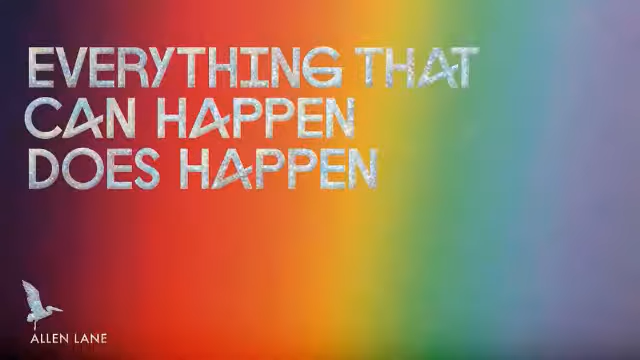 EVERYTHING THAT
CAN HAPPEN
DOES HAPPEN
ALLEN LANE